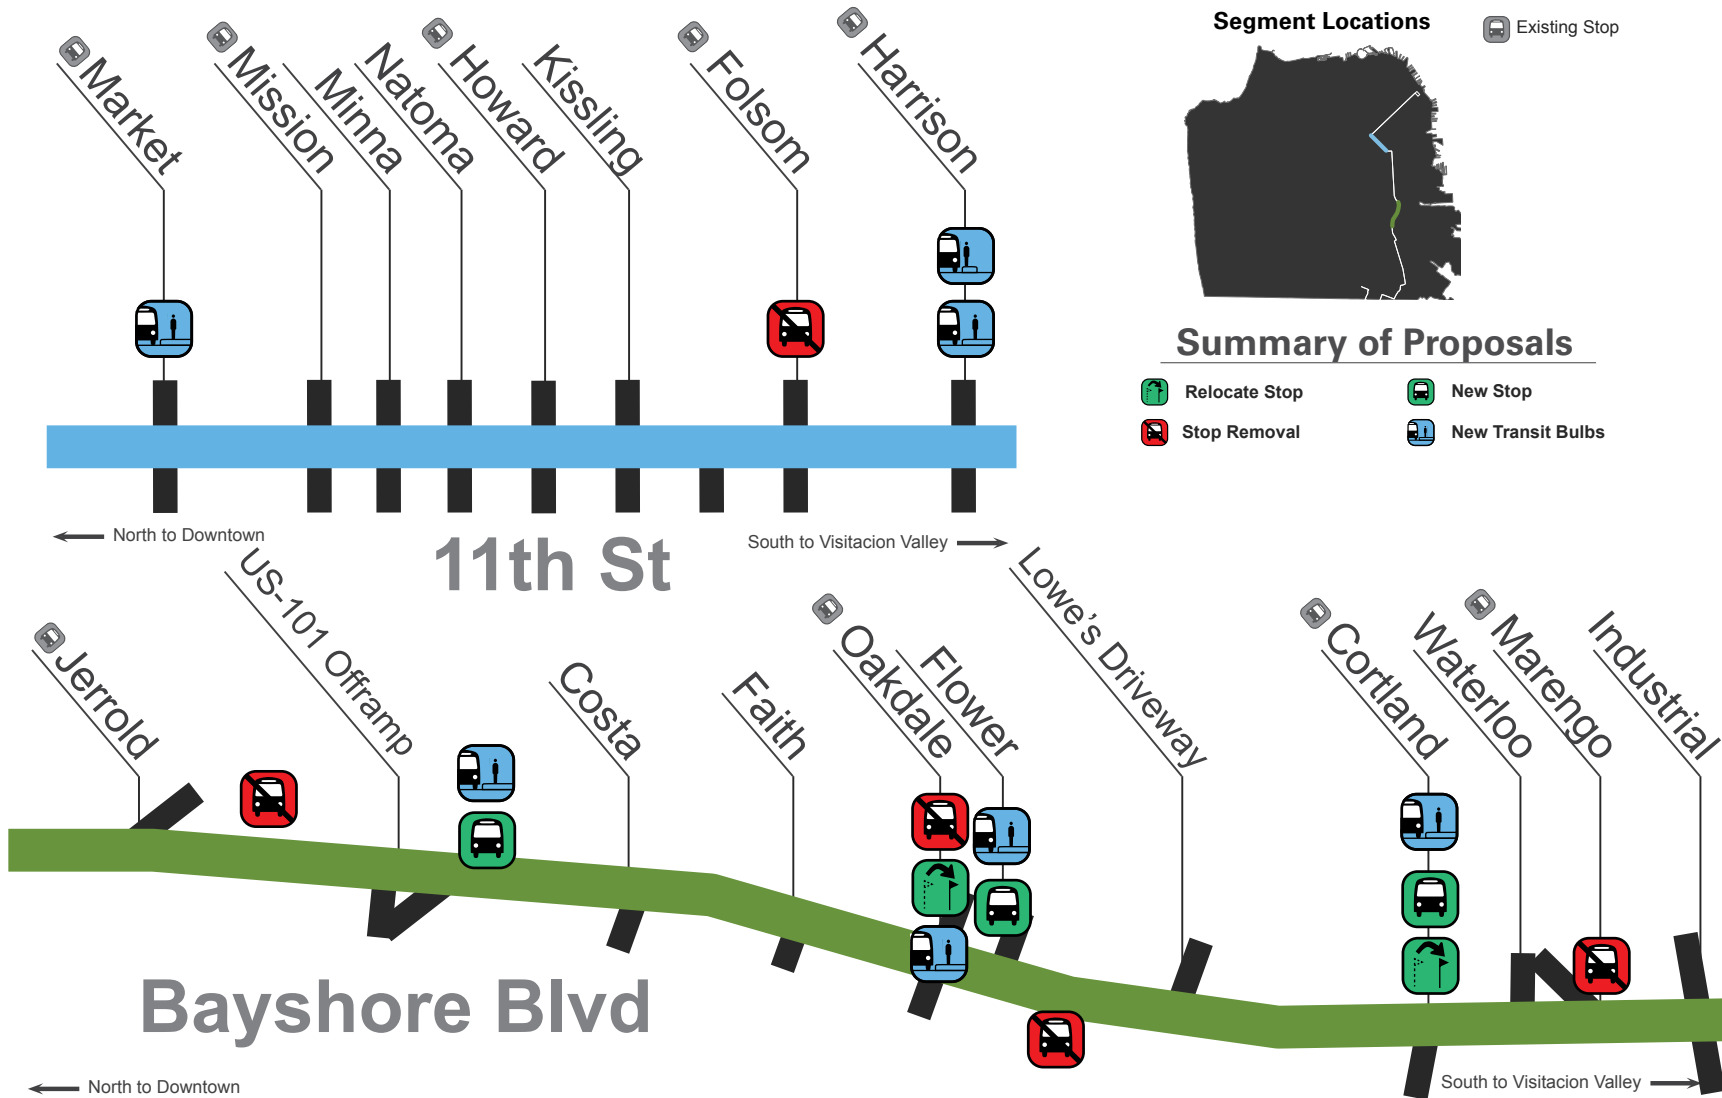 Market
Mission
Minna
Natoma
Howard
Kissling
Folsom
Harrison
Segment Locations
Existing Stop
Summary of Proposals
Relocate Stop
New Stop
Stop Removal
New Transit Bulbs
North to Downtown
11th St
South to Visitacion Valley
Jerrold
US-101 Offramp
Costa
Faith
Oakdale
Flower
Lowe's Driveway
Cortland
Waterloo
Marengo
Industrial
Bayshore Blvd
North to Downtown
South to Visitacion Valley